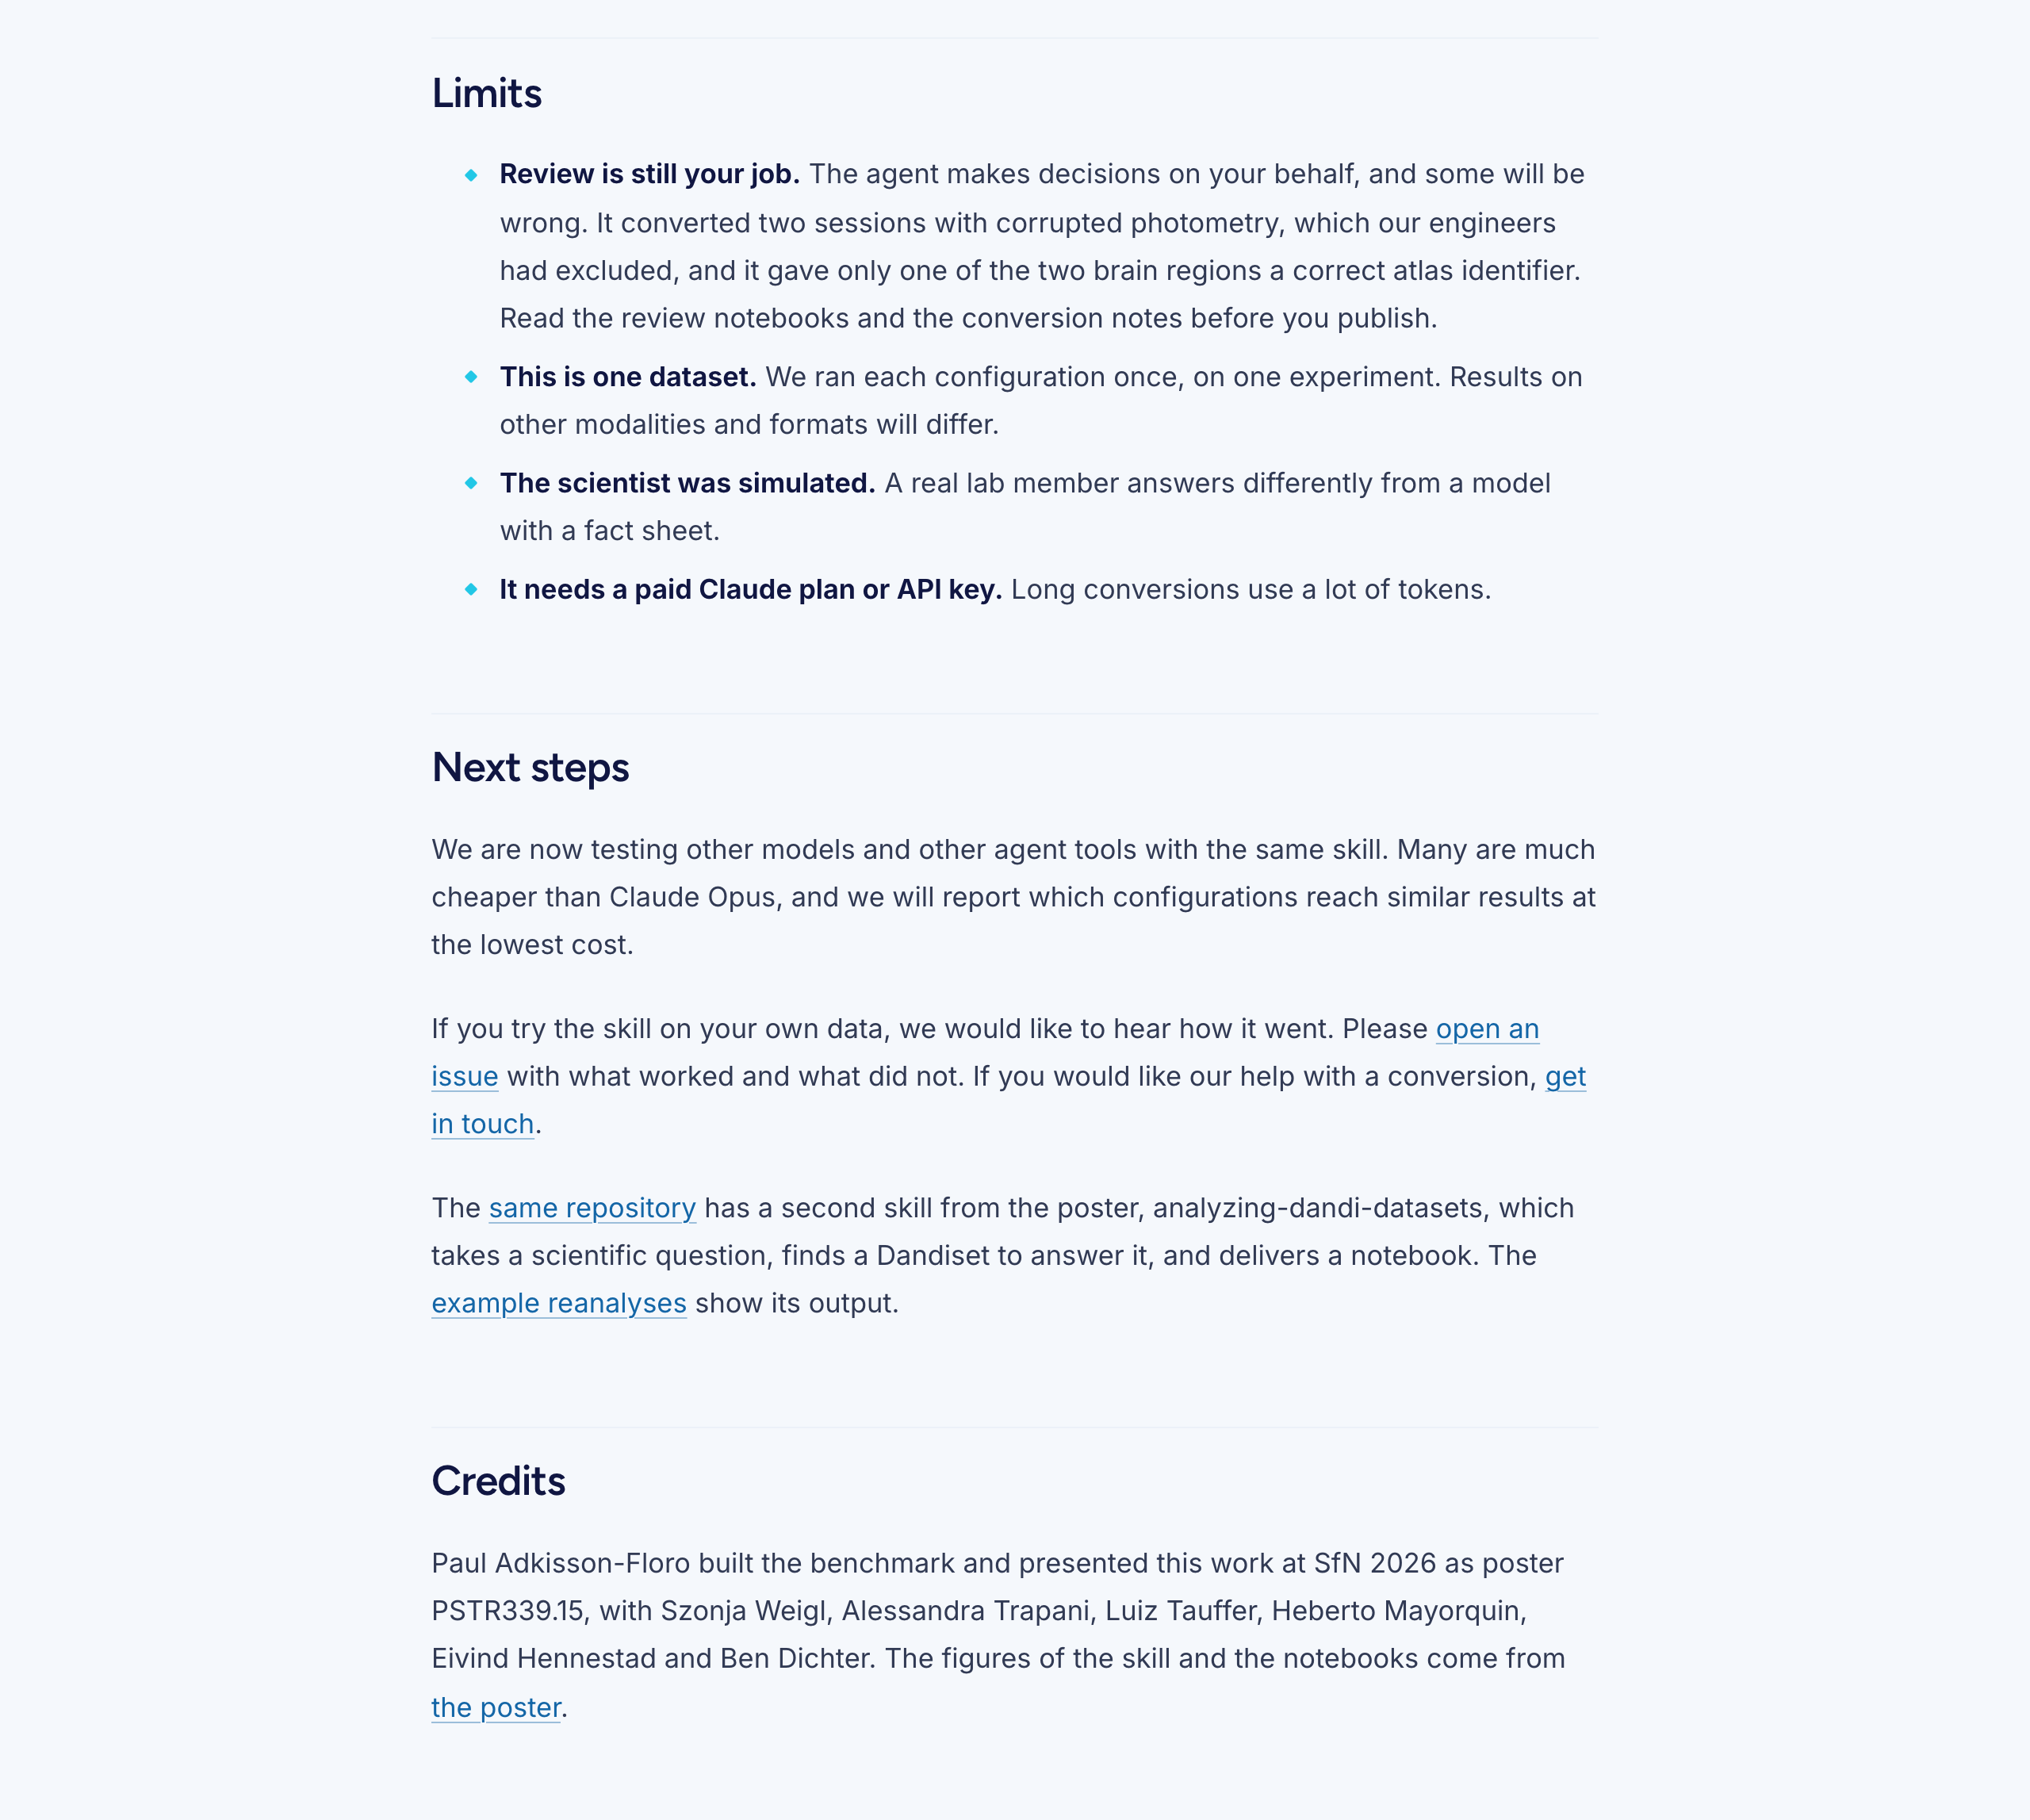 Limits
Review is still your job. The agent makes decisions on your behalf, and some will be
wrong. It converted two sessions with corrupted photometry, which our engineers
had excluded, and it gave only one of the two brain regions a correct atlas identifier.
Read the review notebooks and the conversion notes before you publish.
This is one dataset. We ran each configuration once, on one experiment. Results on
other modalities and formats will differ.
The scientist was simulated. A real lab member answers differently from a model
with a fact sheet.
It needs a paid Claude plan or API key. Long conversions use a lot of tokens.
Next steps
We are now testing other models and other agent tools with the same skill. Many are much
cheaper than Claude Opus, and we will report which configurations reach similar results at
the lowest cost.
If you try the skill on your own data, we would like to hear how it went. Please open an
issue with what worked and what did not. If you would like our help with a conversion, get
in touch.
The same repository has a second skill from the poster, analyzing-dandi-datasets, which
takes a scientific question, finds a Dandiset to answer it, and delivers a notebook. The
example reanalyses show its output.
Credits
Paul Adkisson-Floro built the benchmark and presented this work at SfN 2026 as poster
PSTR339.15, with Szonja Weigl, Alessandra Trapani, Luiz Tauffer, Heberto Mayorquin,
Eivind Hennestad and Ben Dichter. The figures of the skill and the notebooks come from
the poster.